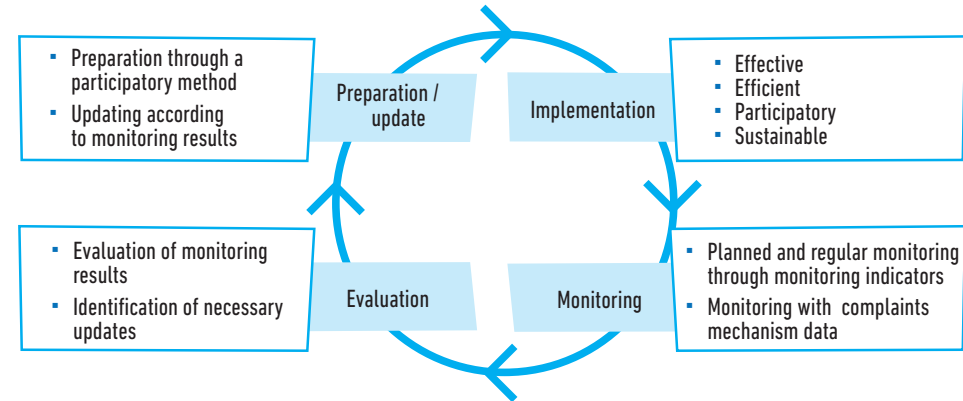 ▪ Preparation through a
participatory method
▪ Updating according
to monitoring results
Preparation /
update
Implementation
▪ Effective
▪ Efficient
▪ Participatory
▪ Sustainable
▪ Evaluation of monitoring
results
▪ Identification of necessary
updates
Evaluation
Monitoring
▪ Planned and regular monitoring
through monitoring indicators
▪ Monitoring with complaints
mechanism data